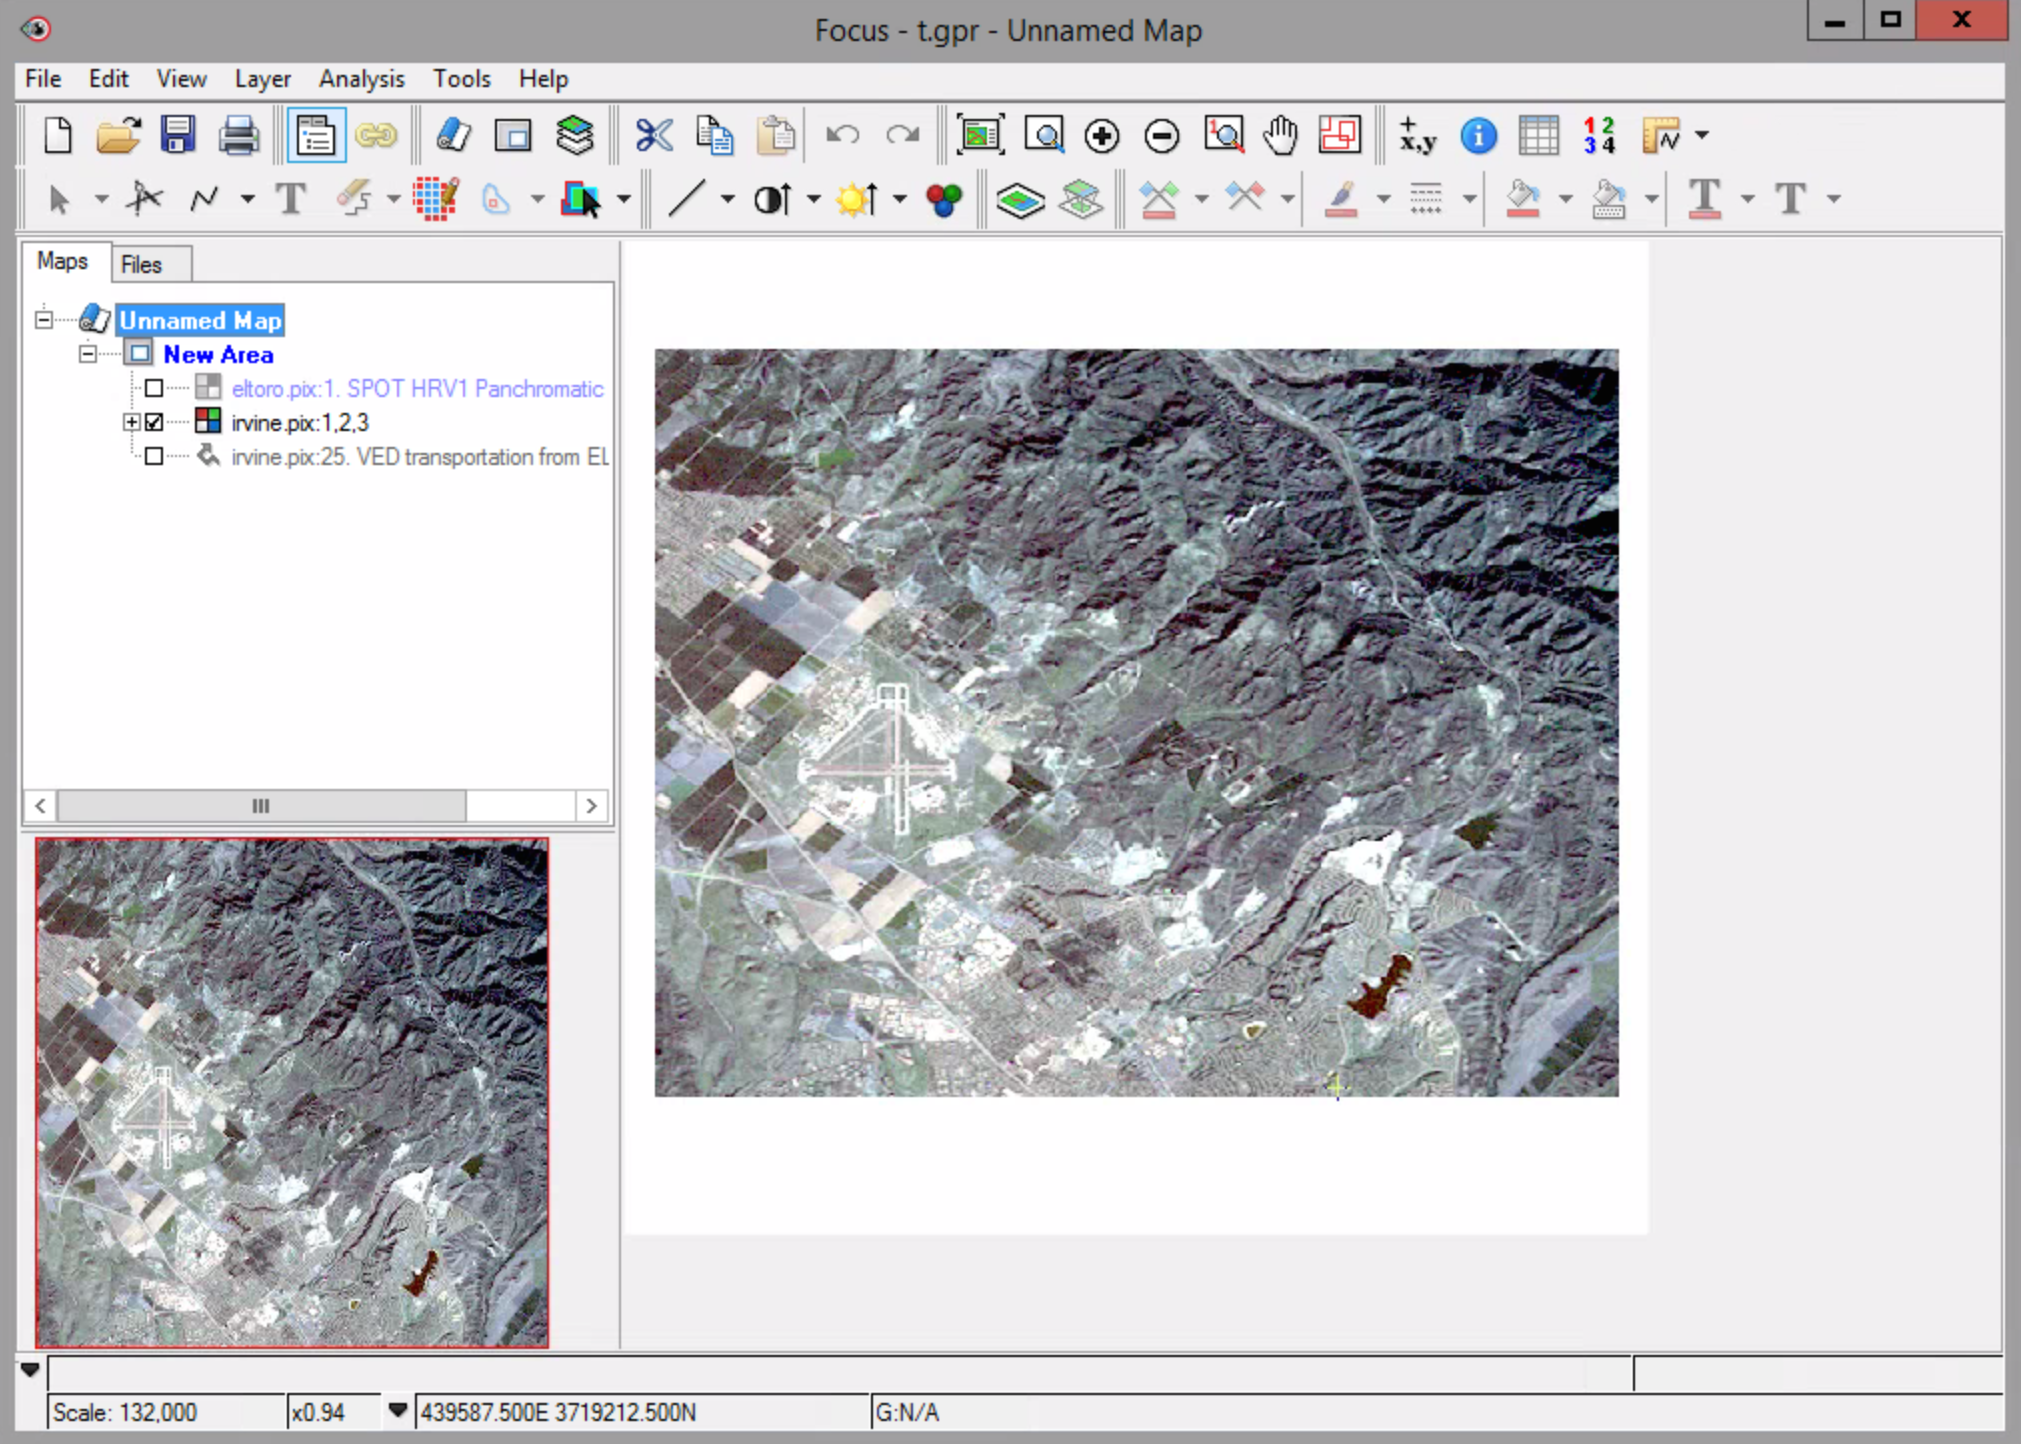 Focus - t.gpr - Unnamed Map
File Edit View Layer Analysis Tools Help
+
x,y
1 2
3 4
Maps Files
Unnamed Map
New Area
eltoro.pix:1. SPOT HRV1 Panchromatic
irvine.pix:1,2,3
irvine.pix:25. VED transportation from EL
Scale: 132,000 x0.94 439587.500E 3719212.500N G:N/A